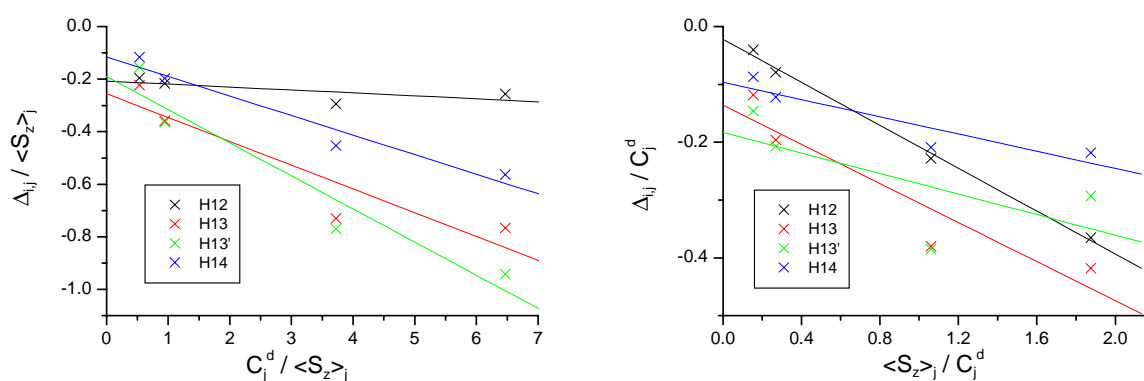 0.0
-0.2
-0.4
-0.6
-0.8
-1.0
Δi,j / <Sz>j
H12
H13
H13'
H14
0 1 2 3 4 5 6 7
Cjd / <Sz>j
0.0
-0.2
-0.4
Δi,j / Cjd
H12
H13
H13'
H14
0.0 0.4 0.8 1.2 1.6 2.0
<Sz>j / Cjd